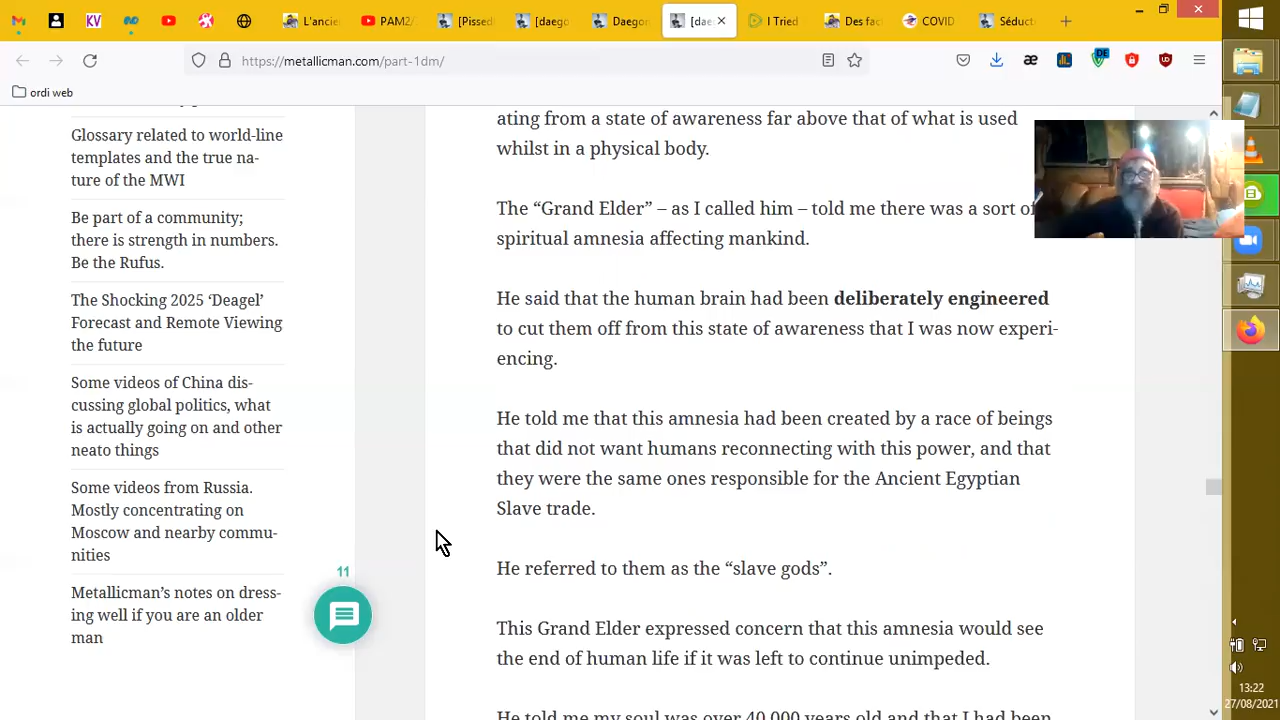 L'ancie
PAM2/
[Pissed
[daego
Daegon
[dae
I Tried
Des fac
COVID
Séduct
https://metallicman.com/part-1dm/
ordi web
Glossary related to world-line
templates and the true na-
ture of the MWI
Be part of a community;
there is strength in numbers.
Be the Rufus.
The Shocking 2025 ‘Deagel’
Forecast and Remote Viewing
the future
Some videos of China dis-
cussing global politics, what
is actually going on and other
neato things
Some videos from Russia.
Mostly concentrating on
Moscow and nearby commu-
nities
Metallicman’s notes on dress-
ing well if you are an older
man
11
ating from a state of awareness far above that of what is used
whilst in a physical body.
The “Grand Elder” – as I called him – told me there was a sort of
spiritual amnesia affecting mankind.
He said that the human brain had been deliberately engineered
to cut them off from this state of awareness that I was now experi-
encing.
He told me that this amnesia had been created by a race of beings
that did not want humans reconnecting with this power, and that
they were the same ones responsible for the Ancient Egyptian
Slave trade.
He referred to them as the “slave gods”.
This Grand Elder expressed concern that this amnesia would see
the end of human life if it was left to continue unimpeded.
He told me my soul was over 40,000 years old and that I had been
13:22
27/08/2021